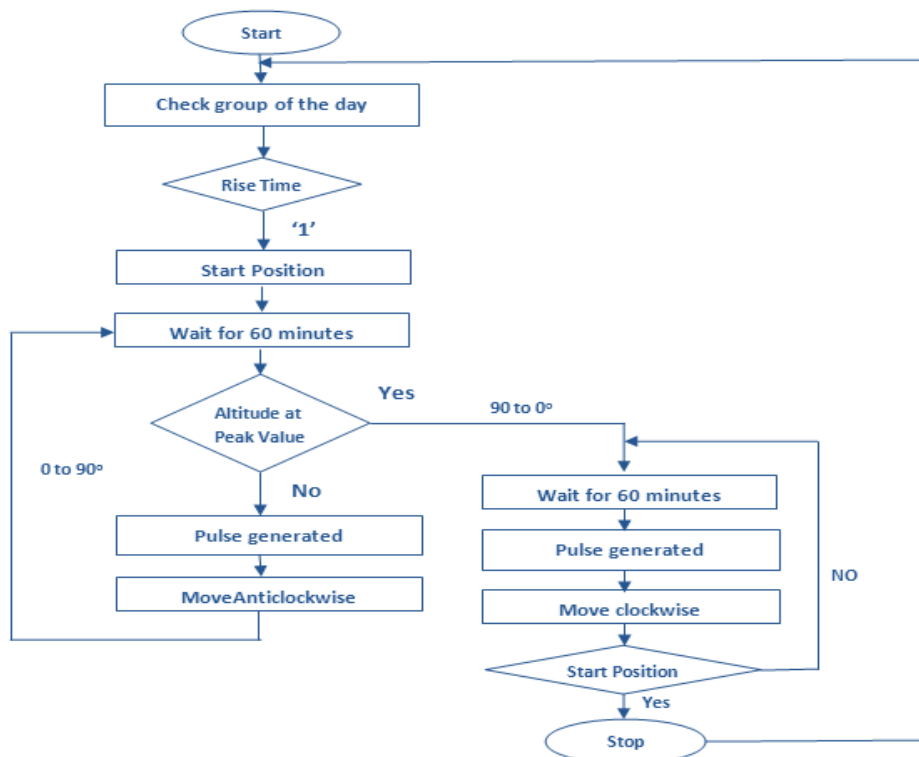 Start
Check group of the day
Rise Time
‘1’
Start Position
Wait for 60 minutes
Altitude at
Peak Value
Yes
90 to 0°
0 to 90°
No
Pulse generated
MoveAnticlockwise
Wait for 60 minutes
Pulse generated
Move clockwise
NO
Start Position
Yes
Stop